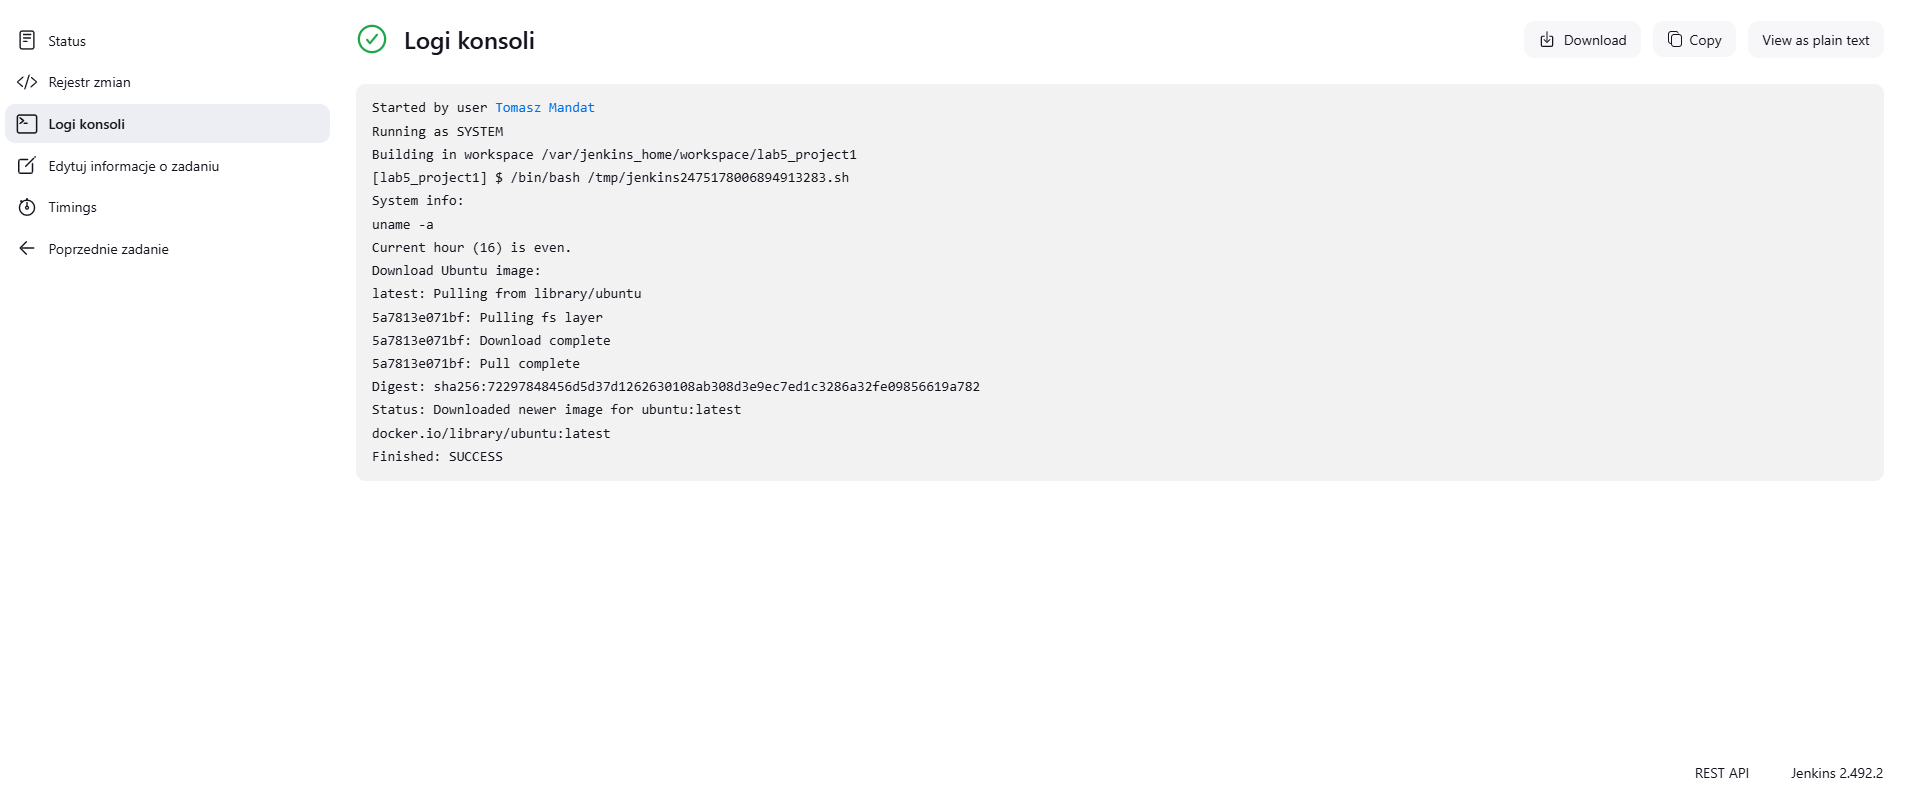 Status
Rejestr zmian
Logi konsoli
Edytuj informacje o zadaniu
Timings
Poprzednie zadanie
Logi konsoli
Download
Copy
View as plain text
Started by user Tomasz Mandat
Running as SYSTEM
Building in workspace /var/jenkins_home/workspace/lab5_project1
[lab5_project1] $ /bin/bash /tmp/jenkins2475178006894913283.sh
System info:
uname -a
Current hour (16) is even.
Download Ubuntu image:
latest: Pulling from library/ubuntu
5a7813e071bf: Pulling fs layer
5a7813e071bf: Download complete
5a7813e071bf: Pull complete
Digest: sha256:72297848456d5d37d1262630108ab308d3e9ec7ed1c3286a32fe09856619a782
Status: Downloaded newer image for ubuntu:latest
docker.io/library/ubuntu:latest
Finished: SUCCESS
REST API
Jenkins 2.492.2